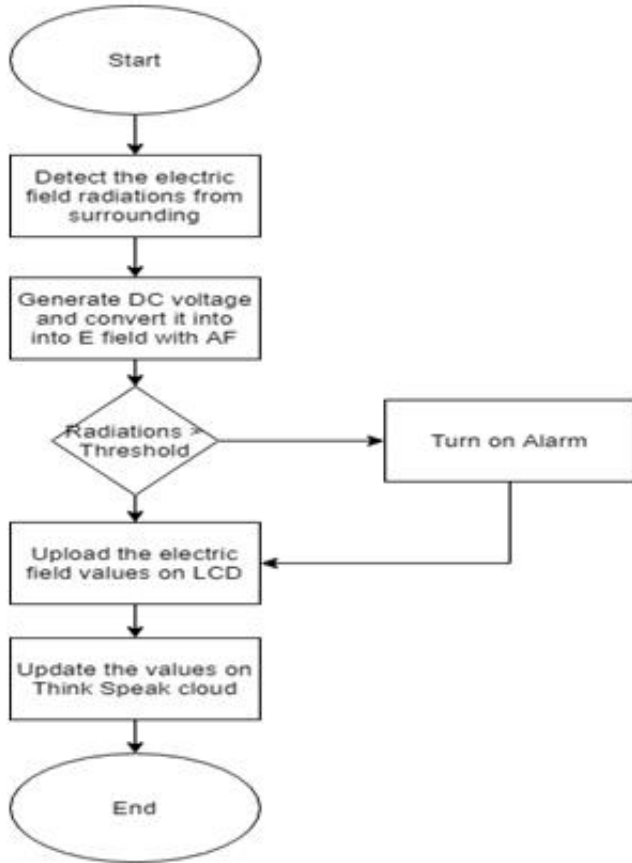 Start
Detect the electric
field radiations from
surrounding
Generate DC voltage
and convert it into
into E field with AF
Radiations >
Threshold
Turn on Alarm
Upload the electric
field values on LCD
Update the values on
Think Speak cloud
End